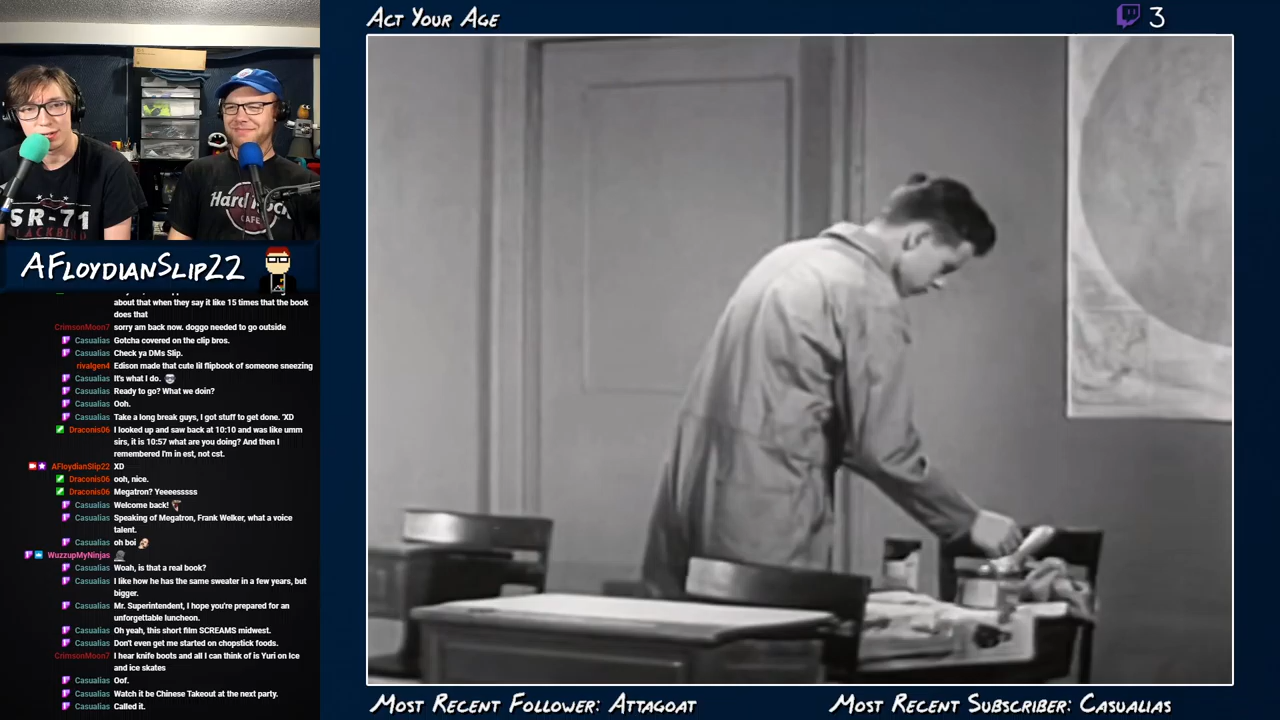 Act Your Age
3
SR-71
BLACKBIRD
Hard Rock
CAFE
AFloydianSlip22
about that when they say it like 15 times that the book
does that
CrimsonMoon7 sorry am back now. doggo needed to go outside
Casualias Gotcha covered on the clip bros.
Casualias Check ya DMs Slip.
rivalgen4 Edison made that cute lil flipbook of someone sneezing
Casualias It's what I do.
Casualias Ready to go? What we doin?
Casualias Ooh.
Casualias Take a long break guys, I got stuff to get done. 'XD
Draconis06 I looked up and saw back at 10:10 and was like umm
sirs, it is 10:57 what are you doing? And then I
remembered I'm in est, not cst.
AFloydianSlip22 XD
Draconis06 ooh, nice.
Draconis06 Megatron? Yeeeesssss
Casualias Welcome back!
Casualias Speaking of Megatron, Frank Welker, what a voice
talent.
Casualias oh boi
WuzzupMyNinjas
Casualias Woah, is that a real book?
Casualias I like how he has the same sweater in a few years, but
bigger.
Casualias Mr. Superintendent, I hope you're prepared for an
unforgettable luncheon.
Casualias Oh yeah, this short film SCREAMS midwest.
Casualias Don't even get me started on chopstick foods.
CrimsonMoon7 I hear knife boots and all I can think of is Yuri on Ice
and ice skates
Casualias Oof.
Casualias Watch it be Chinese Takeout at the next party.
Casualias Called it.
Most Recent Follower: Attagoat
Most Recent Subscriber: Casualias